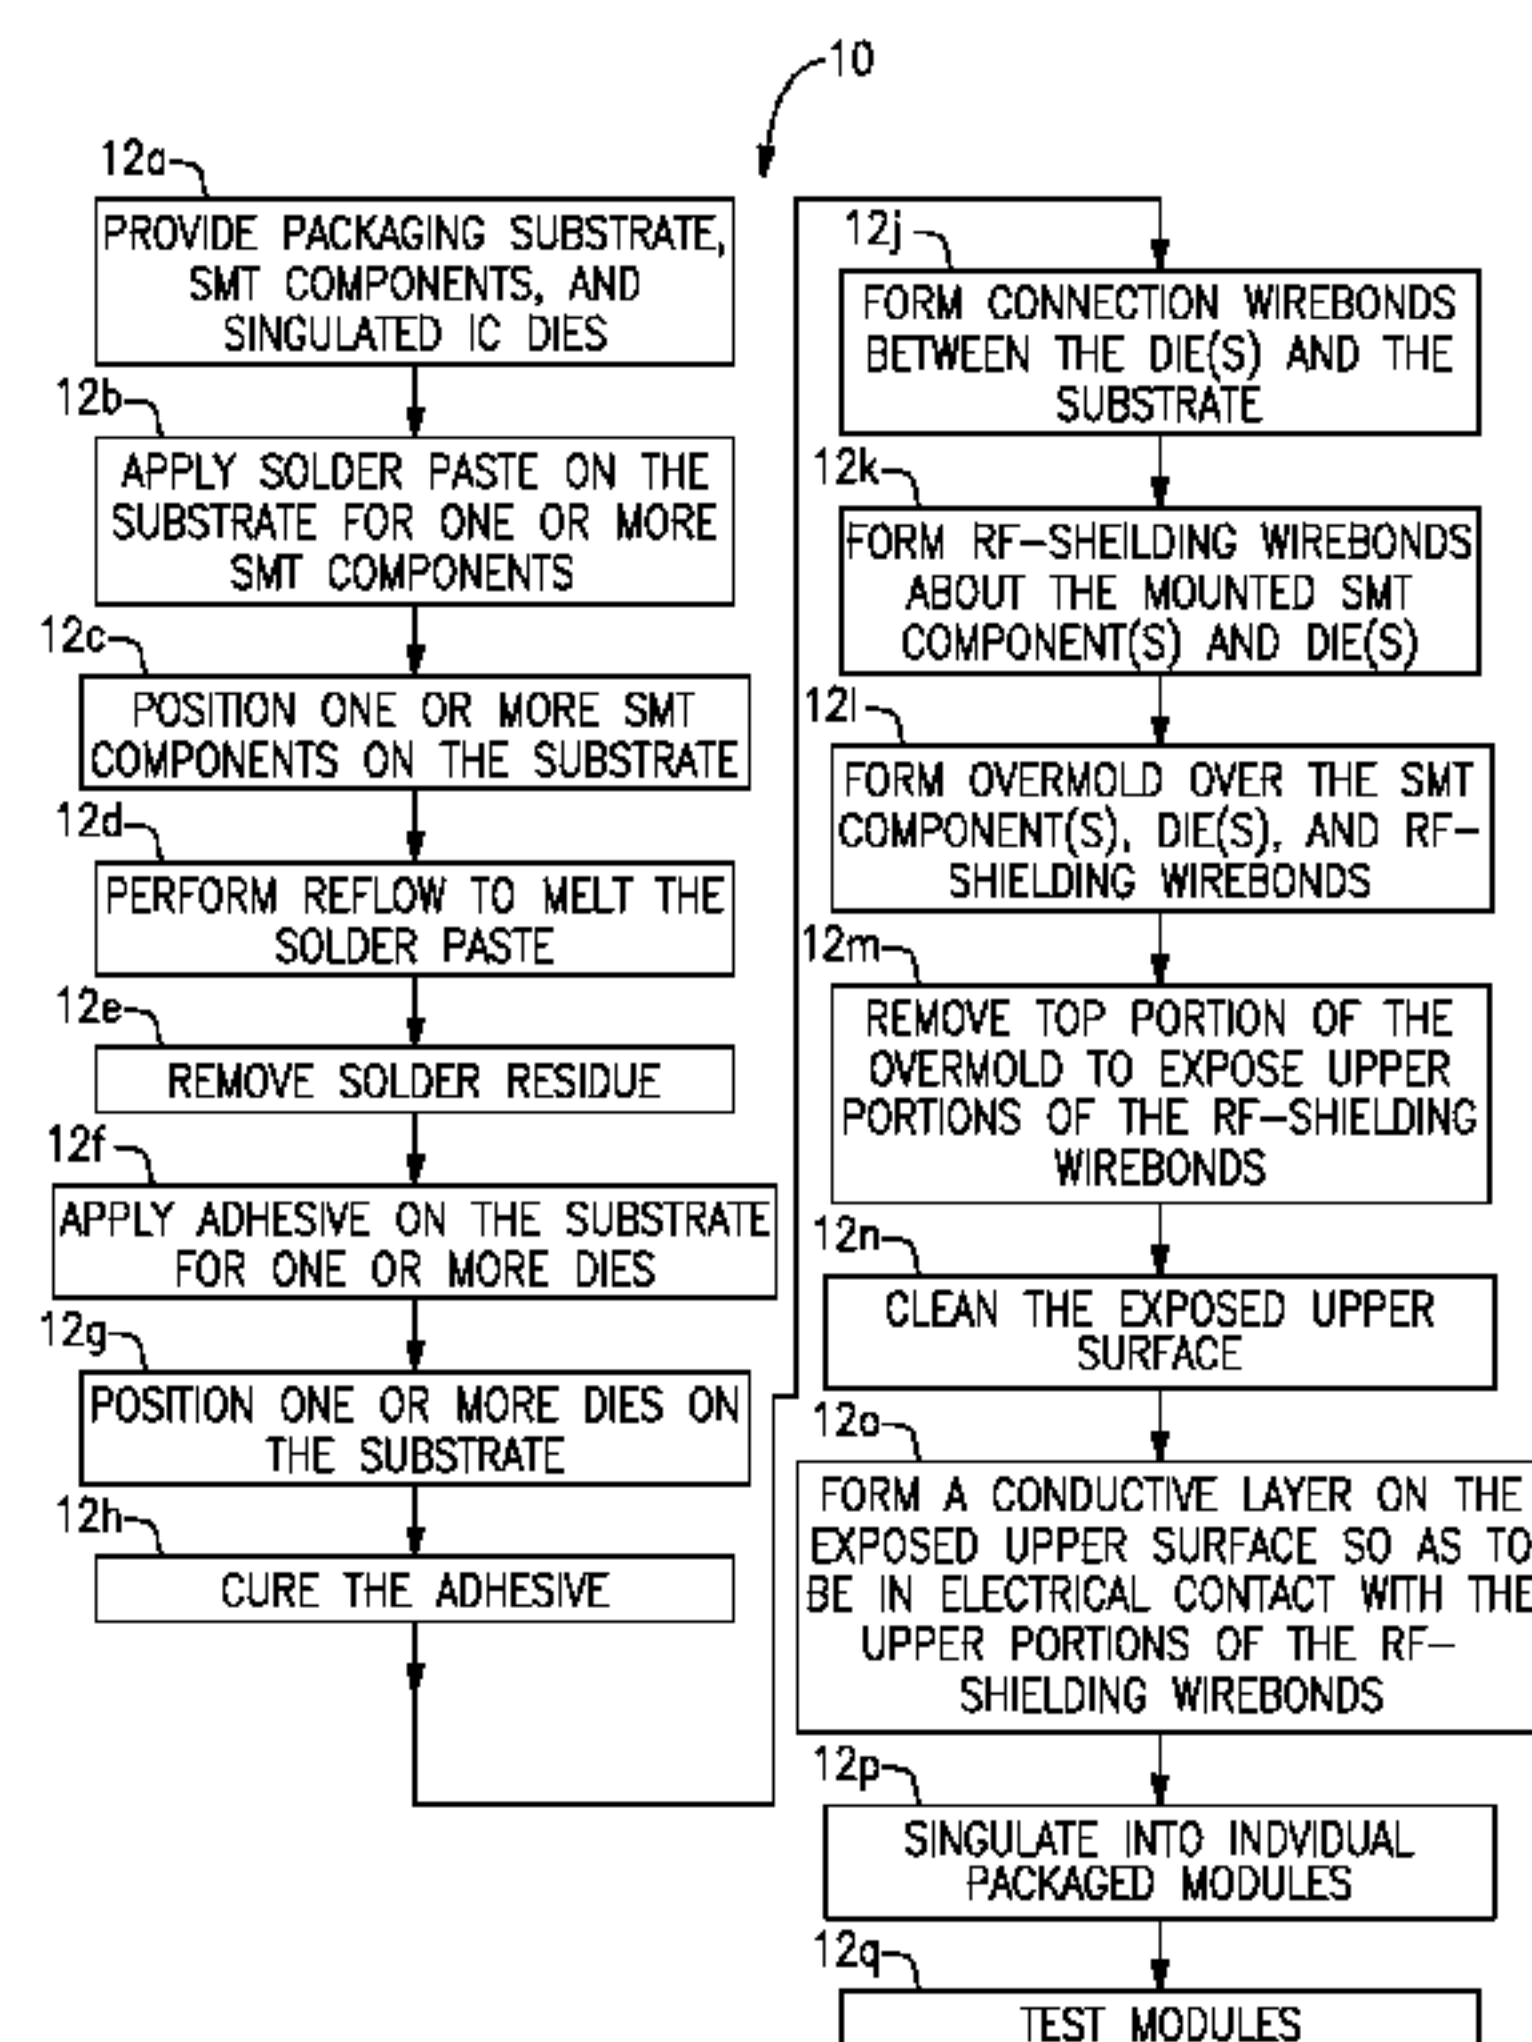 10
12a
PROVIDE PACKAGING SUBSTRATE,
SMT COMPONENTS, AND
SINGULATED IC DIES
12b
APPLY SOLDER PASTE ON THE
SUBSTRATE FOR ONE OR MORE
SMT COMPONENTS
12c
POSITION ONE OR MORE SMT
COMPONENTS ON THE SUBSTRATE
12d
PERFORM REFLOW TO MELT THE
SOLDER PASTE
12e
REMOVE SOLDER RESIDUE
12f
APPLY ADHESIVE ON THE SUBSTRATE
FOR ONE OR MORE DIES
12g
POSITION ONE OR MORE DIES ON
THE SUBSTRATE
12h
CURE THE ADHESIVE
12j
FORM CONNECTION WIREBONDS
BETWEEN THE DIE(S) AND THE
SUBSTRATE
12k
FORM RF-SHEILDING WIREBONDS
ABOUT THE MOUNTED SMT
COMPONENT(S) AND DIE(S)
12l
FORM OVERMOLD OVER THE SMT
COMPONENT(S), DIE(S), AND RF-
SHIELDING WIREBONDS
12m
REMOVE TOP PORTION OF THE
OVERMOLD TO EXPOSE UPPER
PORTIONS OF THE RF-SHIELDING
WIREBONDS
12n
CLEAN THE EXPOSED UPPER
SURFACE
12o
FORM A CONDUCTIVE LAYER ON THE
EXPOSED UPPER SURFACE SO AS TO
BE IN ELECTRICAL CONTACT WITH THE
UPPER PORTIONS OF THE RF-
SHIELDING WIREBONDS
12p
SINGULATE INTO INDVIDUAL
PACKAGED MODULES
12q
TEST MODULES